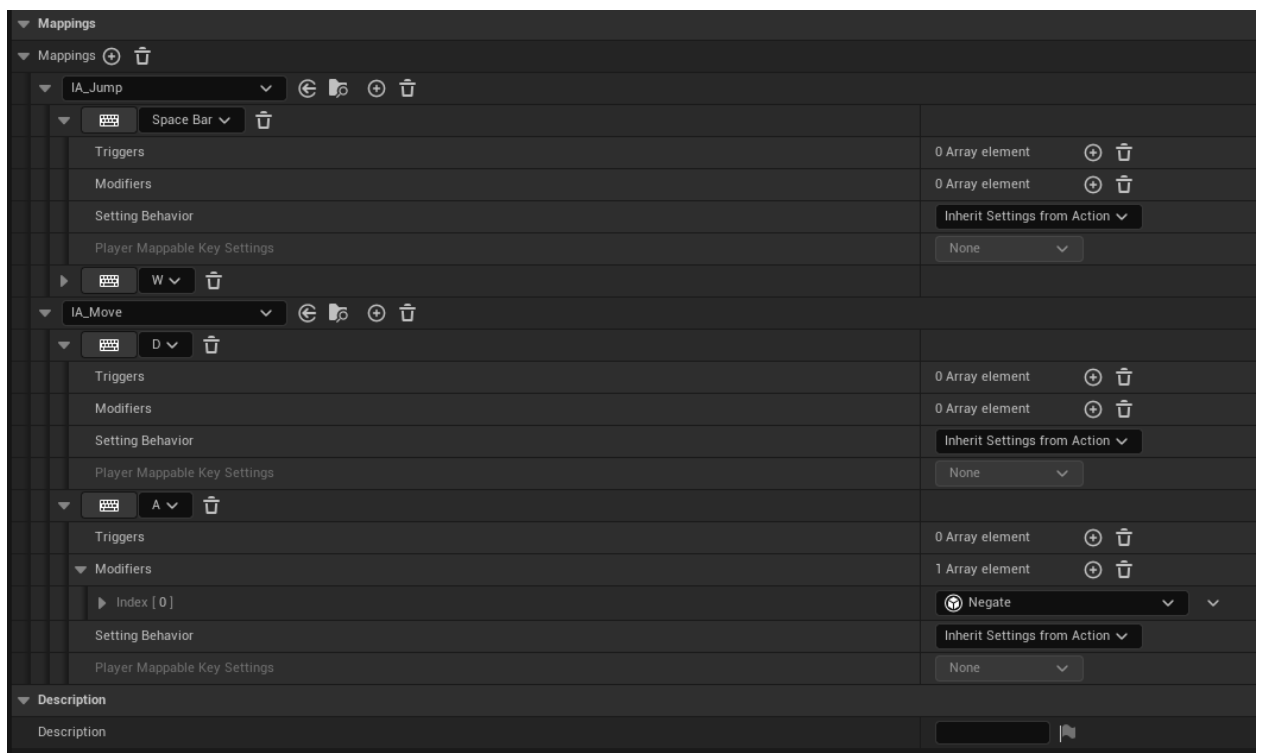 Mappings
Mappings
IA_Jump
Space Bar
Triggers 0 Array element
Modifiers 0 Array element
Setting Behavior Inherit Settings from Action
Player Mappable Key Settings None
W
IA_Move
D
Triggers 0 Array element
Modifiers 0 Array element
Setting Behavior Inherit Settings from Action
Player Mappable Key Settings None
A
Triggers 0 Array element
Modifiers 1 Array element
Index [ 0 ] Negate
Setting Behavior Inherit Settings from Action
Player Mappable Key Settings None
Description
Description